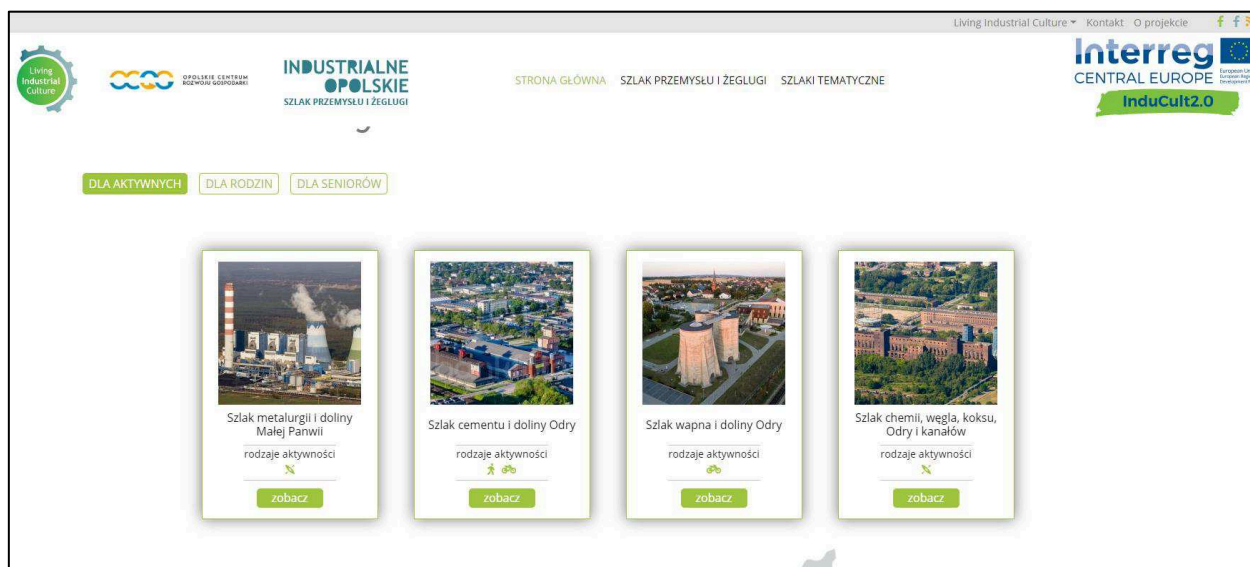 Living Industrial Culture Kontakt O projekcie
Living
Industrial
Culture
OPOLSKIE CENTRUM
ROZWOJU GOSPODARKI
INDUSTRIALNE
OPOLSKIE
SZLAK PRZEMYSŁU I ŻEGLUGI
STRONA GŁÓWNA SZLAK PRZEMYSŁU I ŻEGLUGI SZLAKI TEMATYCZNE
Interreg
CENTRAL EUROPE
InduCult2.0
DLA AKTYWNYCH DLA RODZIN DLA SENIORÓW
Szlak metalurgii i doliny
Małej Panwii
rodzaje aktywności
zobacz
Szlak cementu i doliny Odry
rodzaje aktywności
zobacz
Szlak wapna i doliny Odry
rodzaje aktywności
zobacz
Szlak chemii, węgla, koksu,
Odry i kanałów
rodzaje aktywności
zobacz